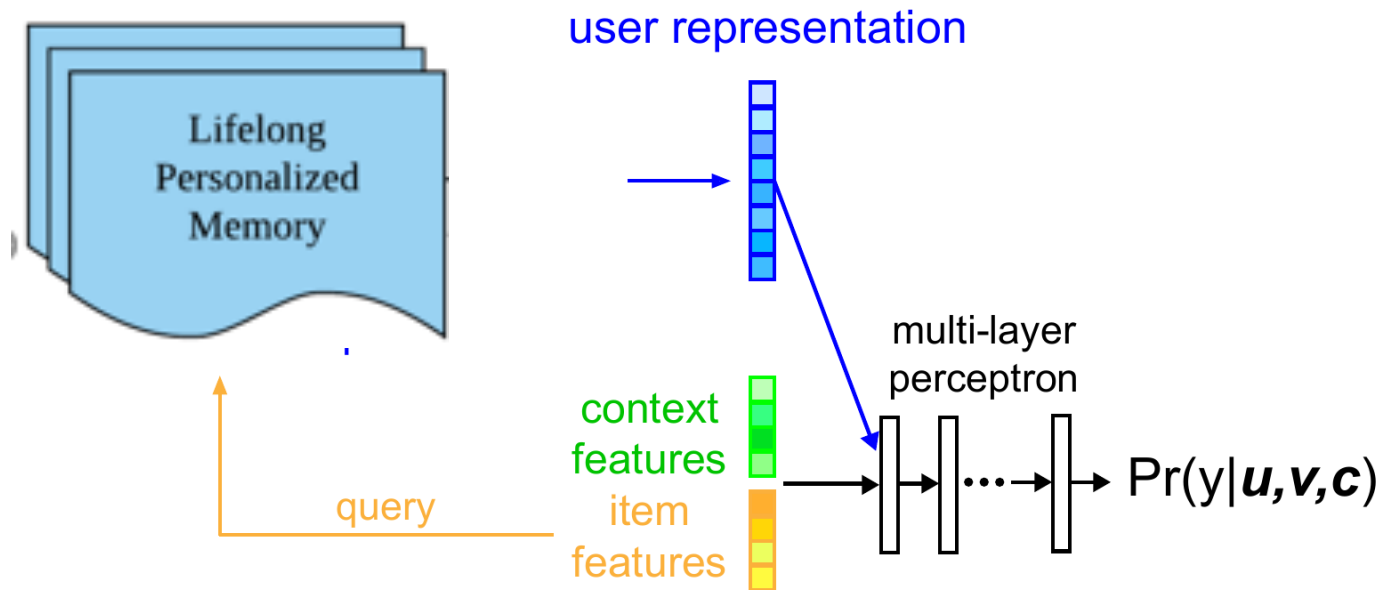 user representation
Lifelong
Personalized
Memory
multi-layer
perceptron
context
features
query
item
features
Pr(y|u,v,c)